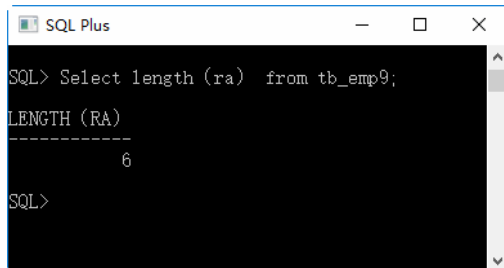 SQL Plus
SQL> Select length (ra)  from tb_emp9;
LENGTH (RA)
------------
6
SQL>